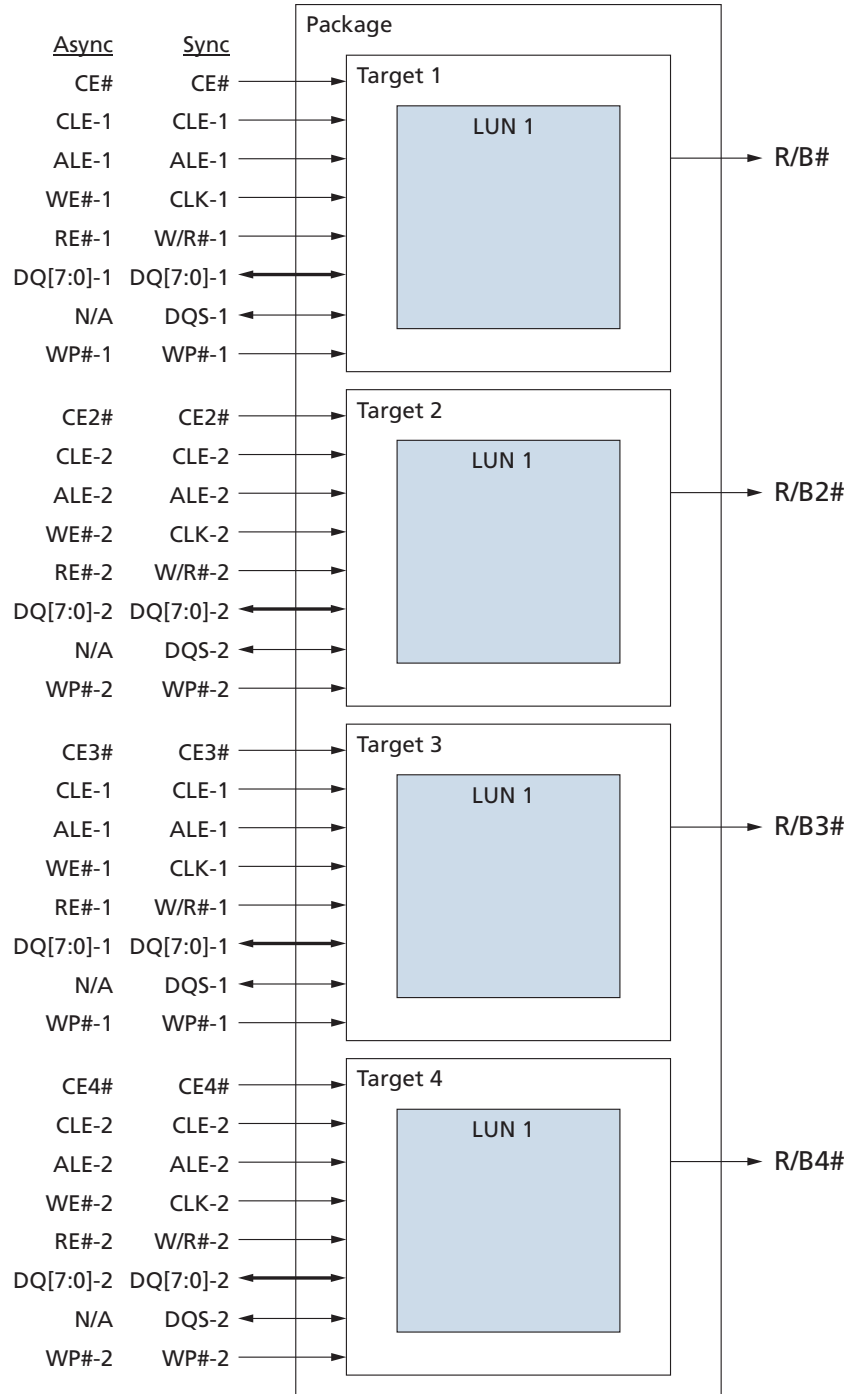 Package
Async Sync
Target 1
CE# CE#
LUN 1
CLE-1 CLE-1
ALE-1 ALE-1
R/B#
WE#-1 CLK-1
RE#-1 W/R#-1
DQ[7:0]-1 DQ[7:0]-1
N/A DQS-1
WP#-1 WP#-1
Target 2
CE2# CE2#
LUN 1
CLE-2 CLE-2
ALE-2 ALE-2
R/B2#
WE#-2 CLK-2
RE#-2 W/R#-2
DQ[7:0]-2 DQ[7:0]-2
N/A DQS-2
WP#-2 WP#-2
Target 3
CE3# CE3#
LUN 1
CLE-1 CLE-1
ALE-1 ALE-1
R/B3#
WE#-1 CLK-1
RE#-1 W/R#-1
DQ[7:0]-1 DQ[7:0]-1
N/A DQS-1
WP#-1 WP#-1
Target 4
CE4# CE4#
LUN 1
CLE-2 CLE-2
ALE-2 ALE-2
R/B4#
WE#-2 CLK-2
RE#-2 W/R#-2
DQ[7:0]-2 DQ[7:0]-2
N/A DQS-2
WP#-2 WP#-2